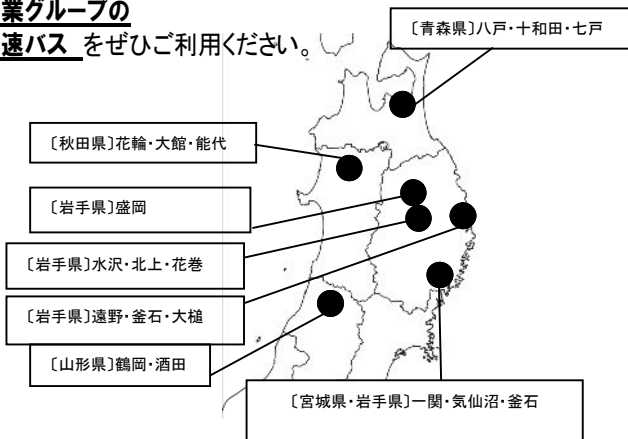 業グループの
速バス をぜひご利用ください。
〔青森県〕八戸・十和田・七戸
〔秋田県〕花輪・大館・能代
〔岩手県〕盛岡
〔岩手県〕水沢・北上・花巻
〔岩手県〕遠野・釜石・大槌
〔山形県〕鶴岡・酒田
〔宮城県・岩手県〕一関・気仙沼・釜石